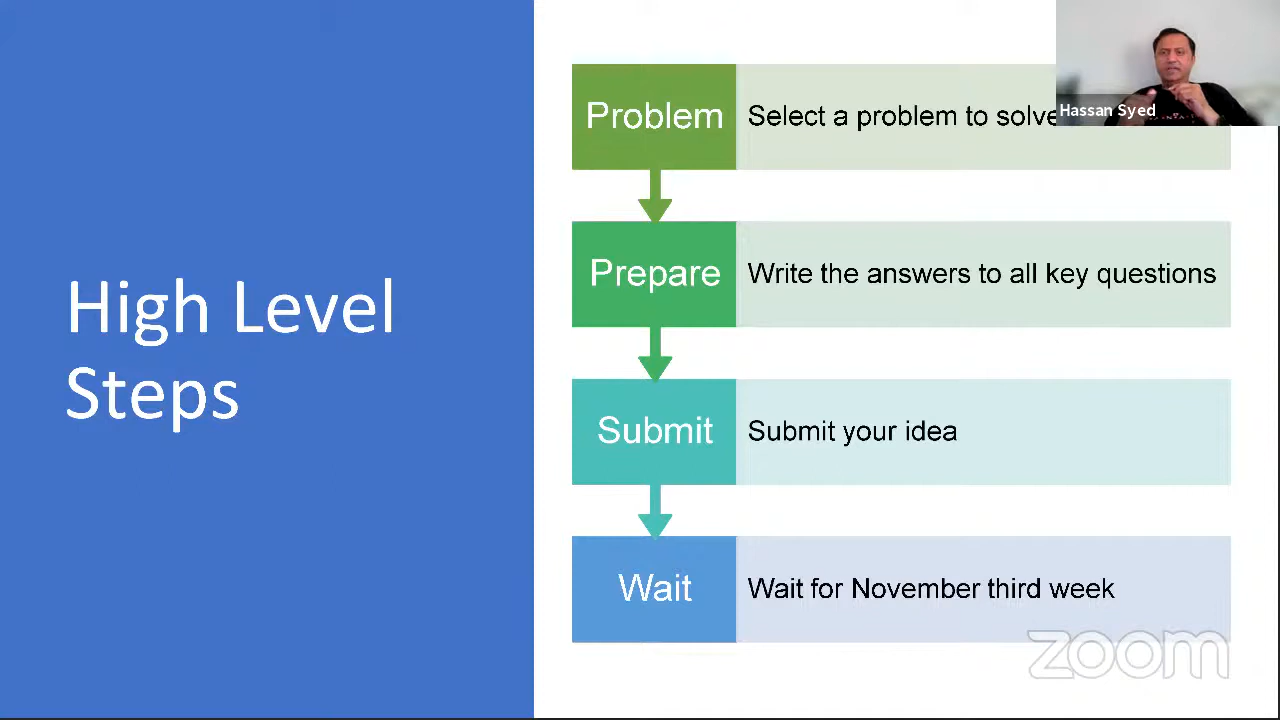 High Level
Steps
Problem
Select a problem to solve
Prepare
Write the answers to all key questions
Submit
Submit your idea
Wait
Wait for November third week
Hassan Syed
zoom